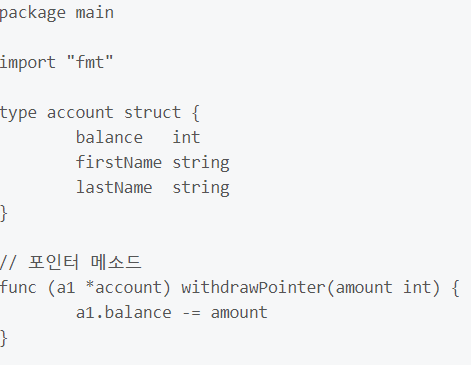 package main
import "fmt"
type account struct {
balance   int
firstName string
lastName  string
}
// 포인터 메소드
func (a1 *account) withdrawPointer(amount int) {
a1.balance -= amount
}